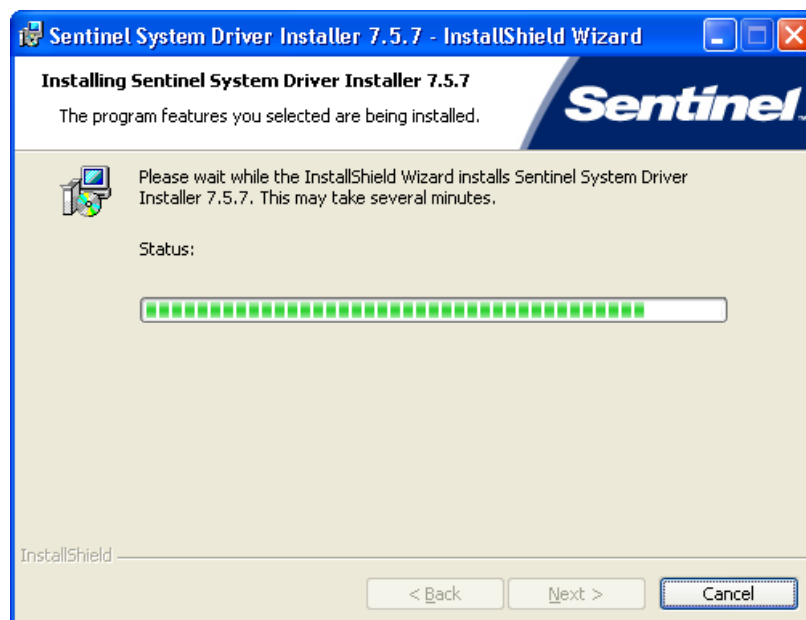 Sentinel System Driver Installer 7.5.7 - InstallShield Wizard
Installing Sentinel System Driver Installer 7.5.7
The program features you selected are being installed.
Sentinel
Please wait while the InstallShield Wizard installs Sentinel System Driver
Installer 7.5.7. This may take several minutes.
Status:
InstallShield
< Back
Next >
Cancel